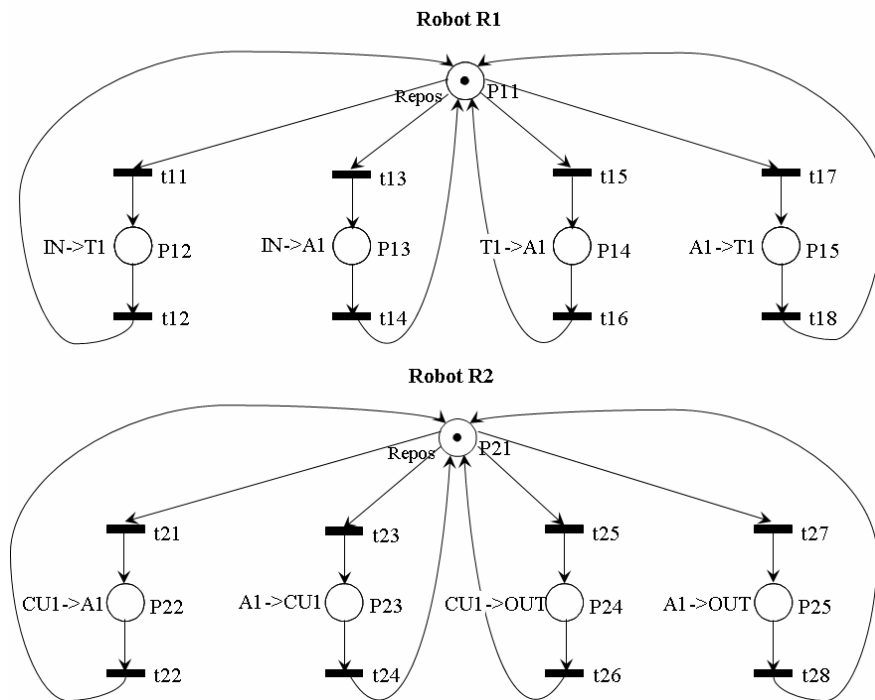 Robot R1
Repos P11
t11 t13 t15 t17
IN->T1 P12 IN->A1 P13 T1->A1 P14 A1->T1 P15
t12 t14 t16 t18
Robot R2
Repos P21
t21 t23 t25 t27
CU1->A1 P22 A1->CU1 P23 CU1->OUT P24 A1->OUT P25
t22 t24 t26 t28